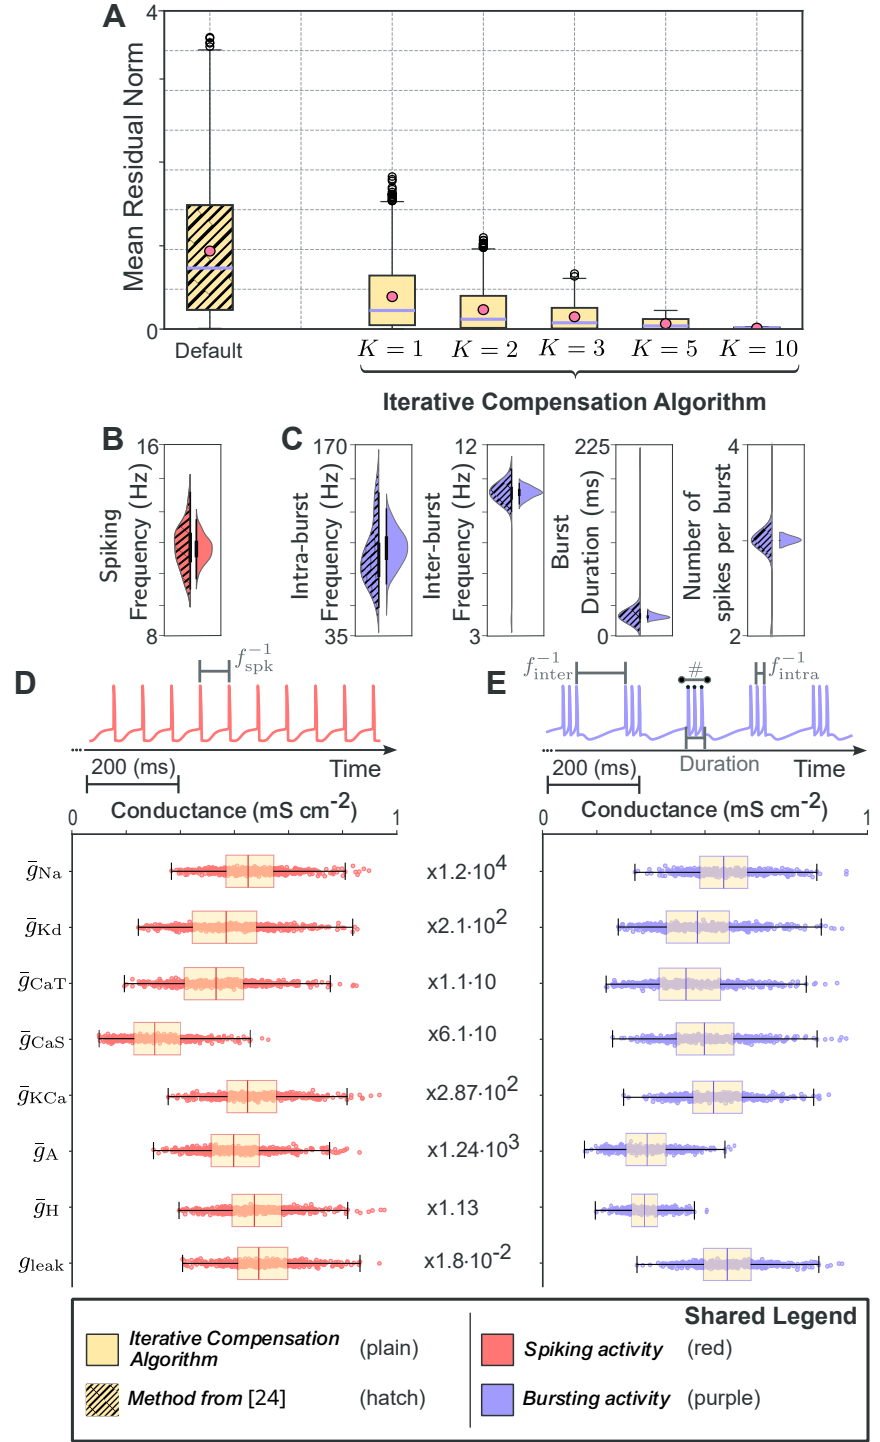 A
4
Mean Residual Norm
0
Default
K = 1
K = 2
K = 3
K = 5
K = 10
Iterative Compensation Algorithm
B
16
Spiking
Frequency (Hz)
8
C
170
Intra-burst
Frequency (Hz)
35
12
Inter-burst
Frequency (Hz)
3
225
Burst
Duration (ms)
0
4
Number of
spikes per burst
2
D
f_spk^-1
...
200 (ms)
Time
E
f_inter^-1
#
f_intra^-1
Duration
...
200 (ms)
Time
Conductance (mS cm^-2)
0
1
Conductance (mS cm^-2)
0
1
ḡ_Na
x1.2·10^4
ḡ_Kd
x2.1·10^2
ḡ_CaT
x1.1·10
ḡ_CaS
x6.1·10
ḡ_KCa
x2.87·10^2
ḡ_A
x1.24·10^3
ḡ_H
x1.13
g_leak
x1.8·10^-2
Shared Legend
Iterative Compensation
Algorithm
(plain)
Method from [24]
(hatch)
Spiking activity
(red)
Bursting activity
(purple)